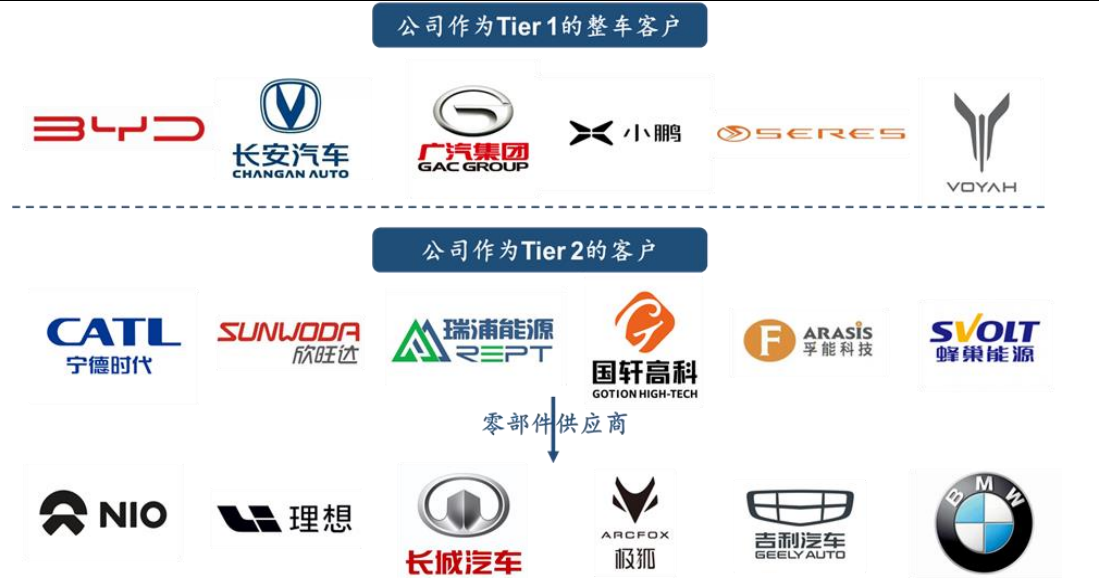 公司作为Tier 1的整车客户
BYD
长安汽车
CHANGAN AUTO
广汽集团
GAC GROUP
小鹏
SERES
VOYAH
公司作为Tier 2的客户
CATL
宁德时代
SUNWODA
欣旺达
瑞浦能源
REPT
国轩高科
GOTION HIGH-TECH
F
ARASIS
孚能科技
SVOLT
蜂巢能源
零部件供应商
NIO
理想
长城汽车
ARCFOX
极狐
吉利汽车
GEELY AUTO
BMW